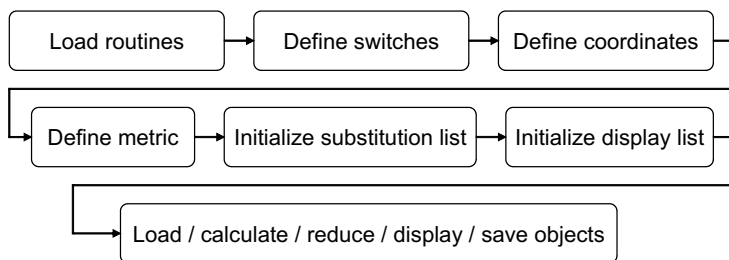 Load routines
Define switches
Define coordinates
Define metric
Initialize substitution list
Initialize display list
Load / calculate / reduce / display / save objects